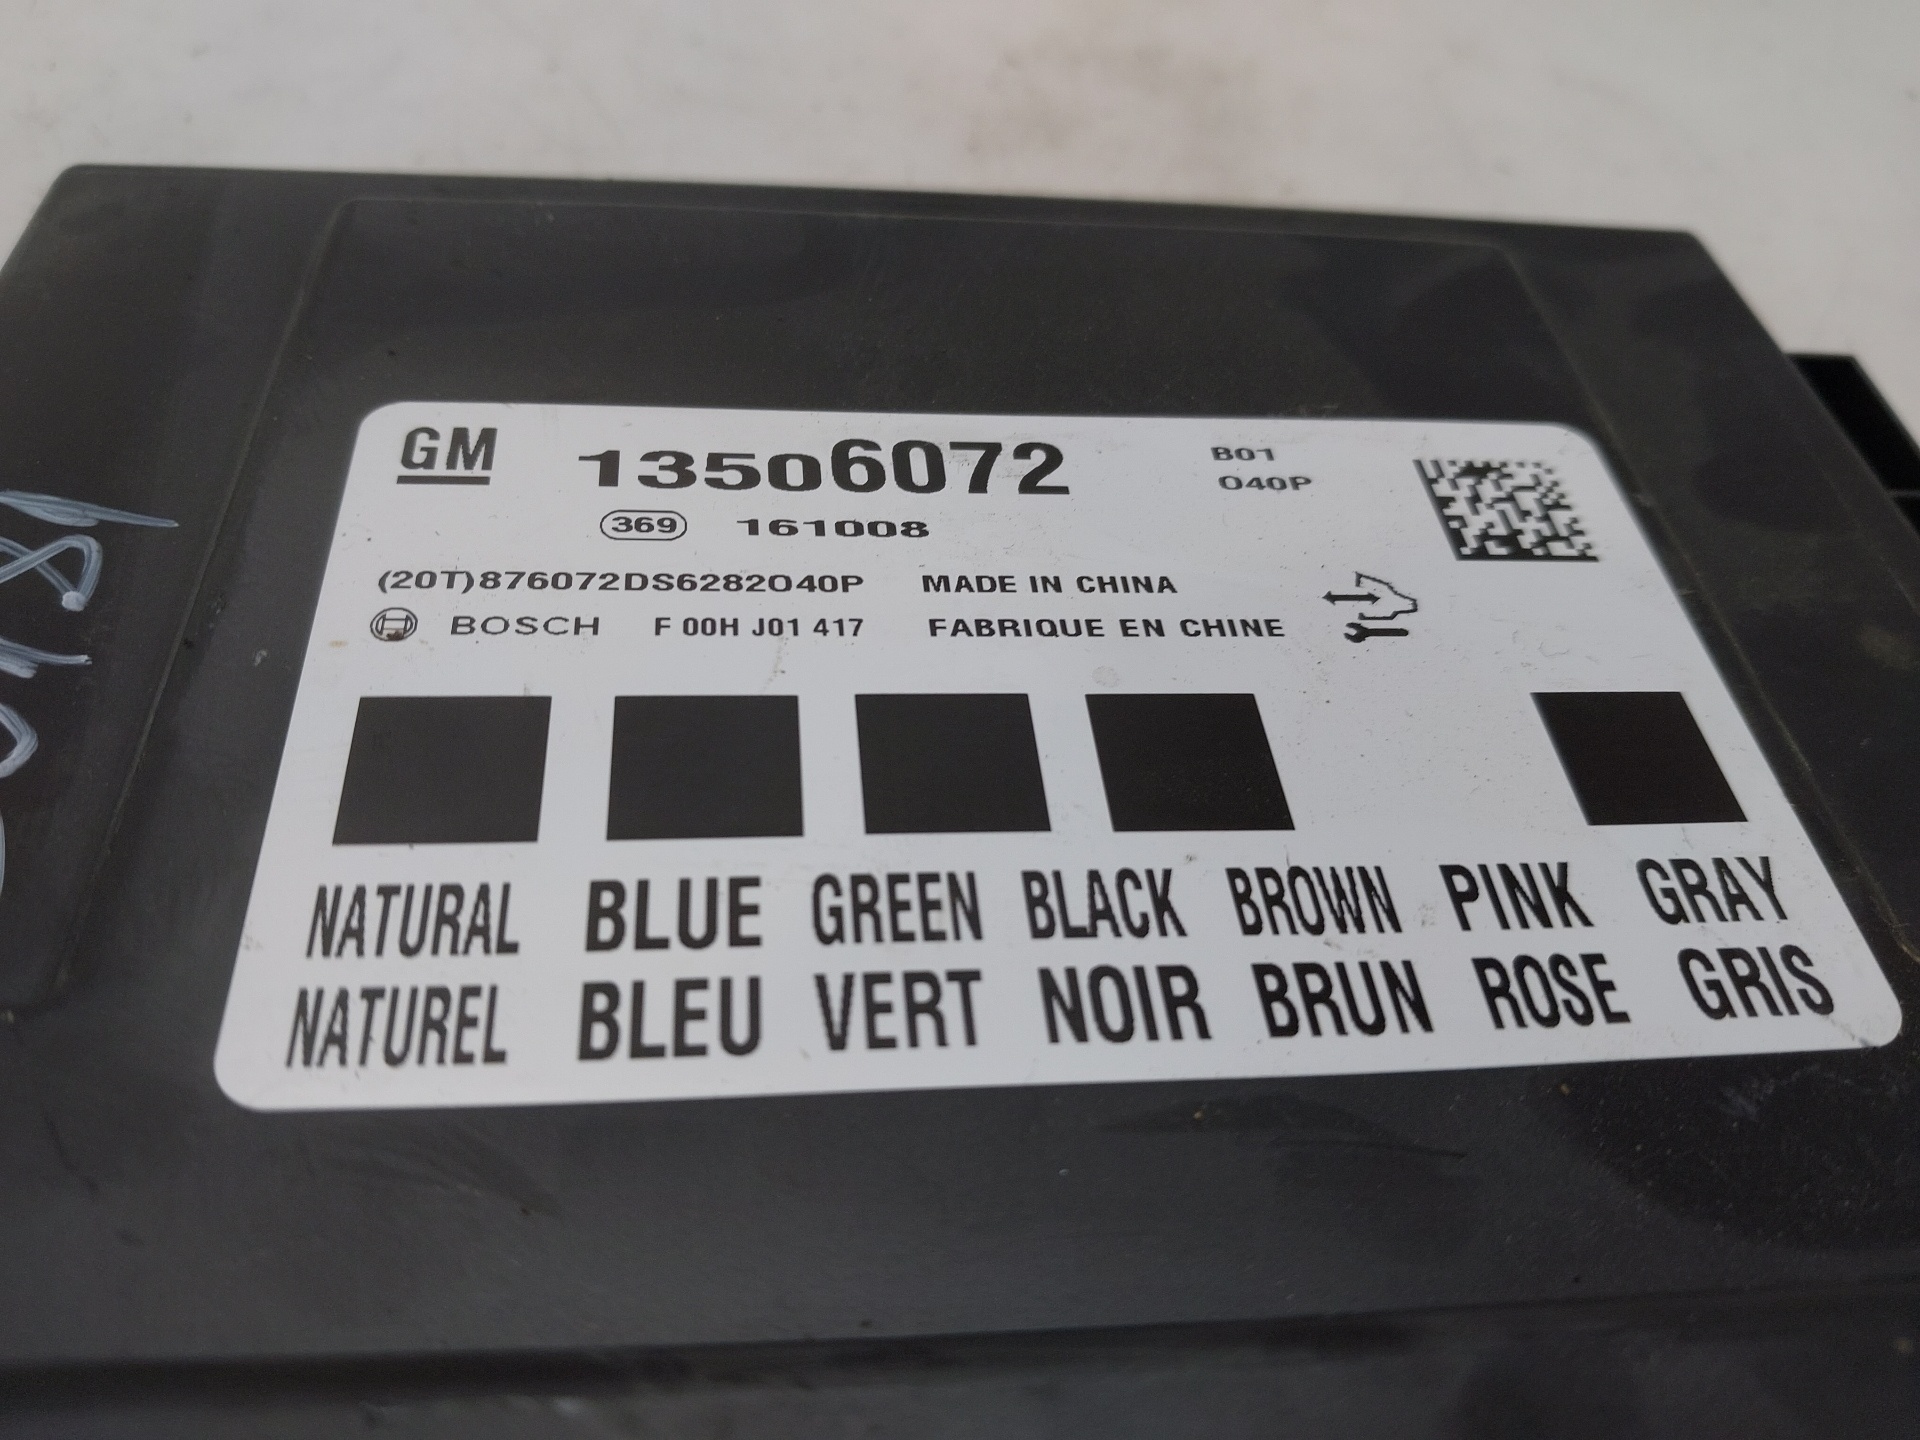 GM 13506072 B01
040P
369 161008
(20T)876072DS6282040P MADE IN CHINA
BOSCH F 00H J01 417 FABRIQUE EN CHINE
NATURAL BLUE GREEN BLACK BROWN PINK GRAY
NATUREL BLEU VERT NOIR BRUN ROSE GRIS